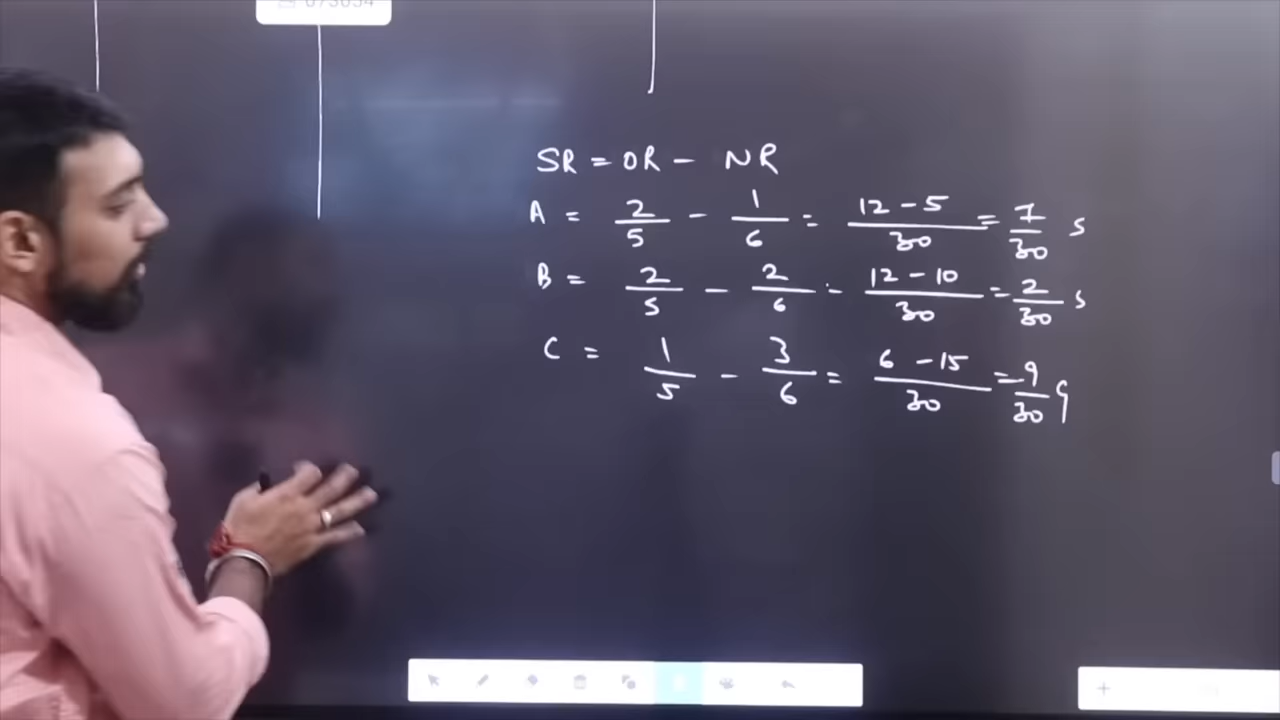 SR = OR - NR
A = 2/5 - 1/6 = 12 - 5/30 = 7/30 s
B = 2/5 - 2/6 = 12 - 10/30 = 2/30 s
C = 1/5 - 3/6 = 6 - 15/30 = -9/30 g